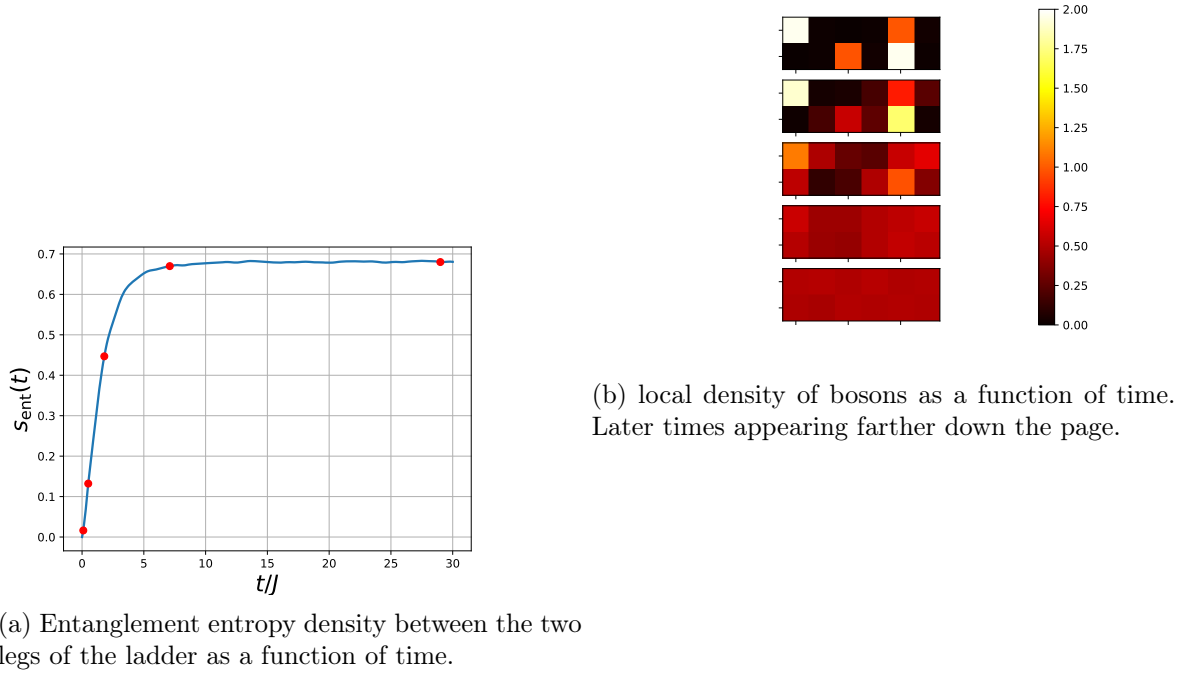 0.7
0.6
0.5
0.4
0.3
0.2
0.1
0.0
s_ent(t)
0 5 10 15 20 25 30
t/J
(a) Entanglement entropy density between the two
legs of the ladder as a function of time.
2.00
1.75
1.50
1.25
1.00
0.75
0.50
0.25
0.00
(b) local density of bosons as a function of time.
Later times appearing farther down the page.